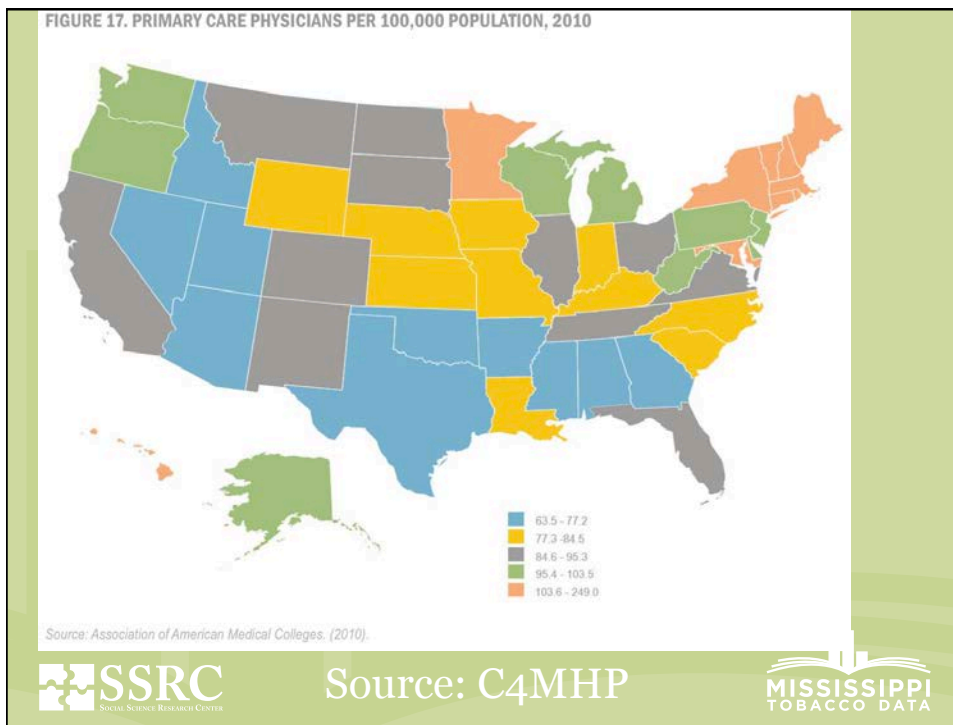 FIGURE 17. PRIMARY CARE PHYSICIANS PER 100,000 POPULATION, 2010
63.5 - 77.2
77.3 -84.5
84.6 - 95.3
95.4 - 103.5
103.6 - 249.0
Source: Association of American Medical Colleges. (2010).
SSRC
SOCIAL SCIENCE RESEARCH CENTER
Source: C4MHP
MISSISSIPPI
TOBACCO DATA